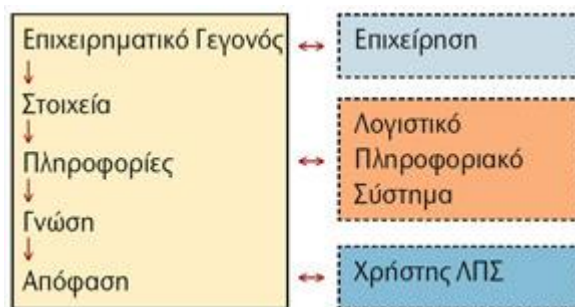 Επιχειρηματικό Γεγονός
Στοιχεία
Πληροφορίες
Γνώση
Απόφαση
Επιχείρηση
Λογιστικό
Πληροφοριακό
Σύστημα
Χρήστης ΛΠΣ